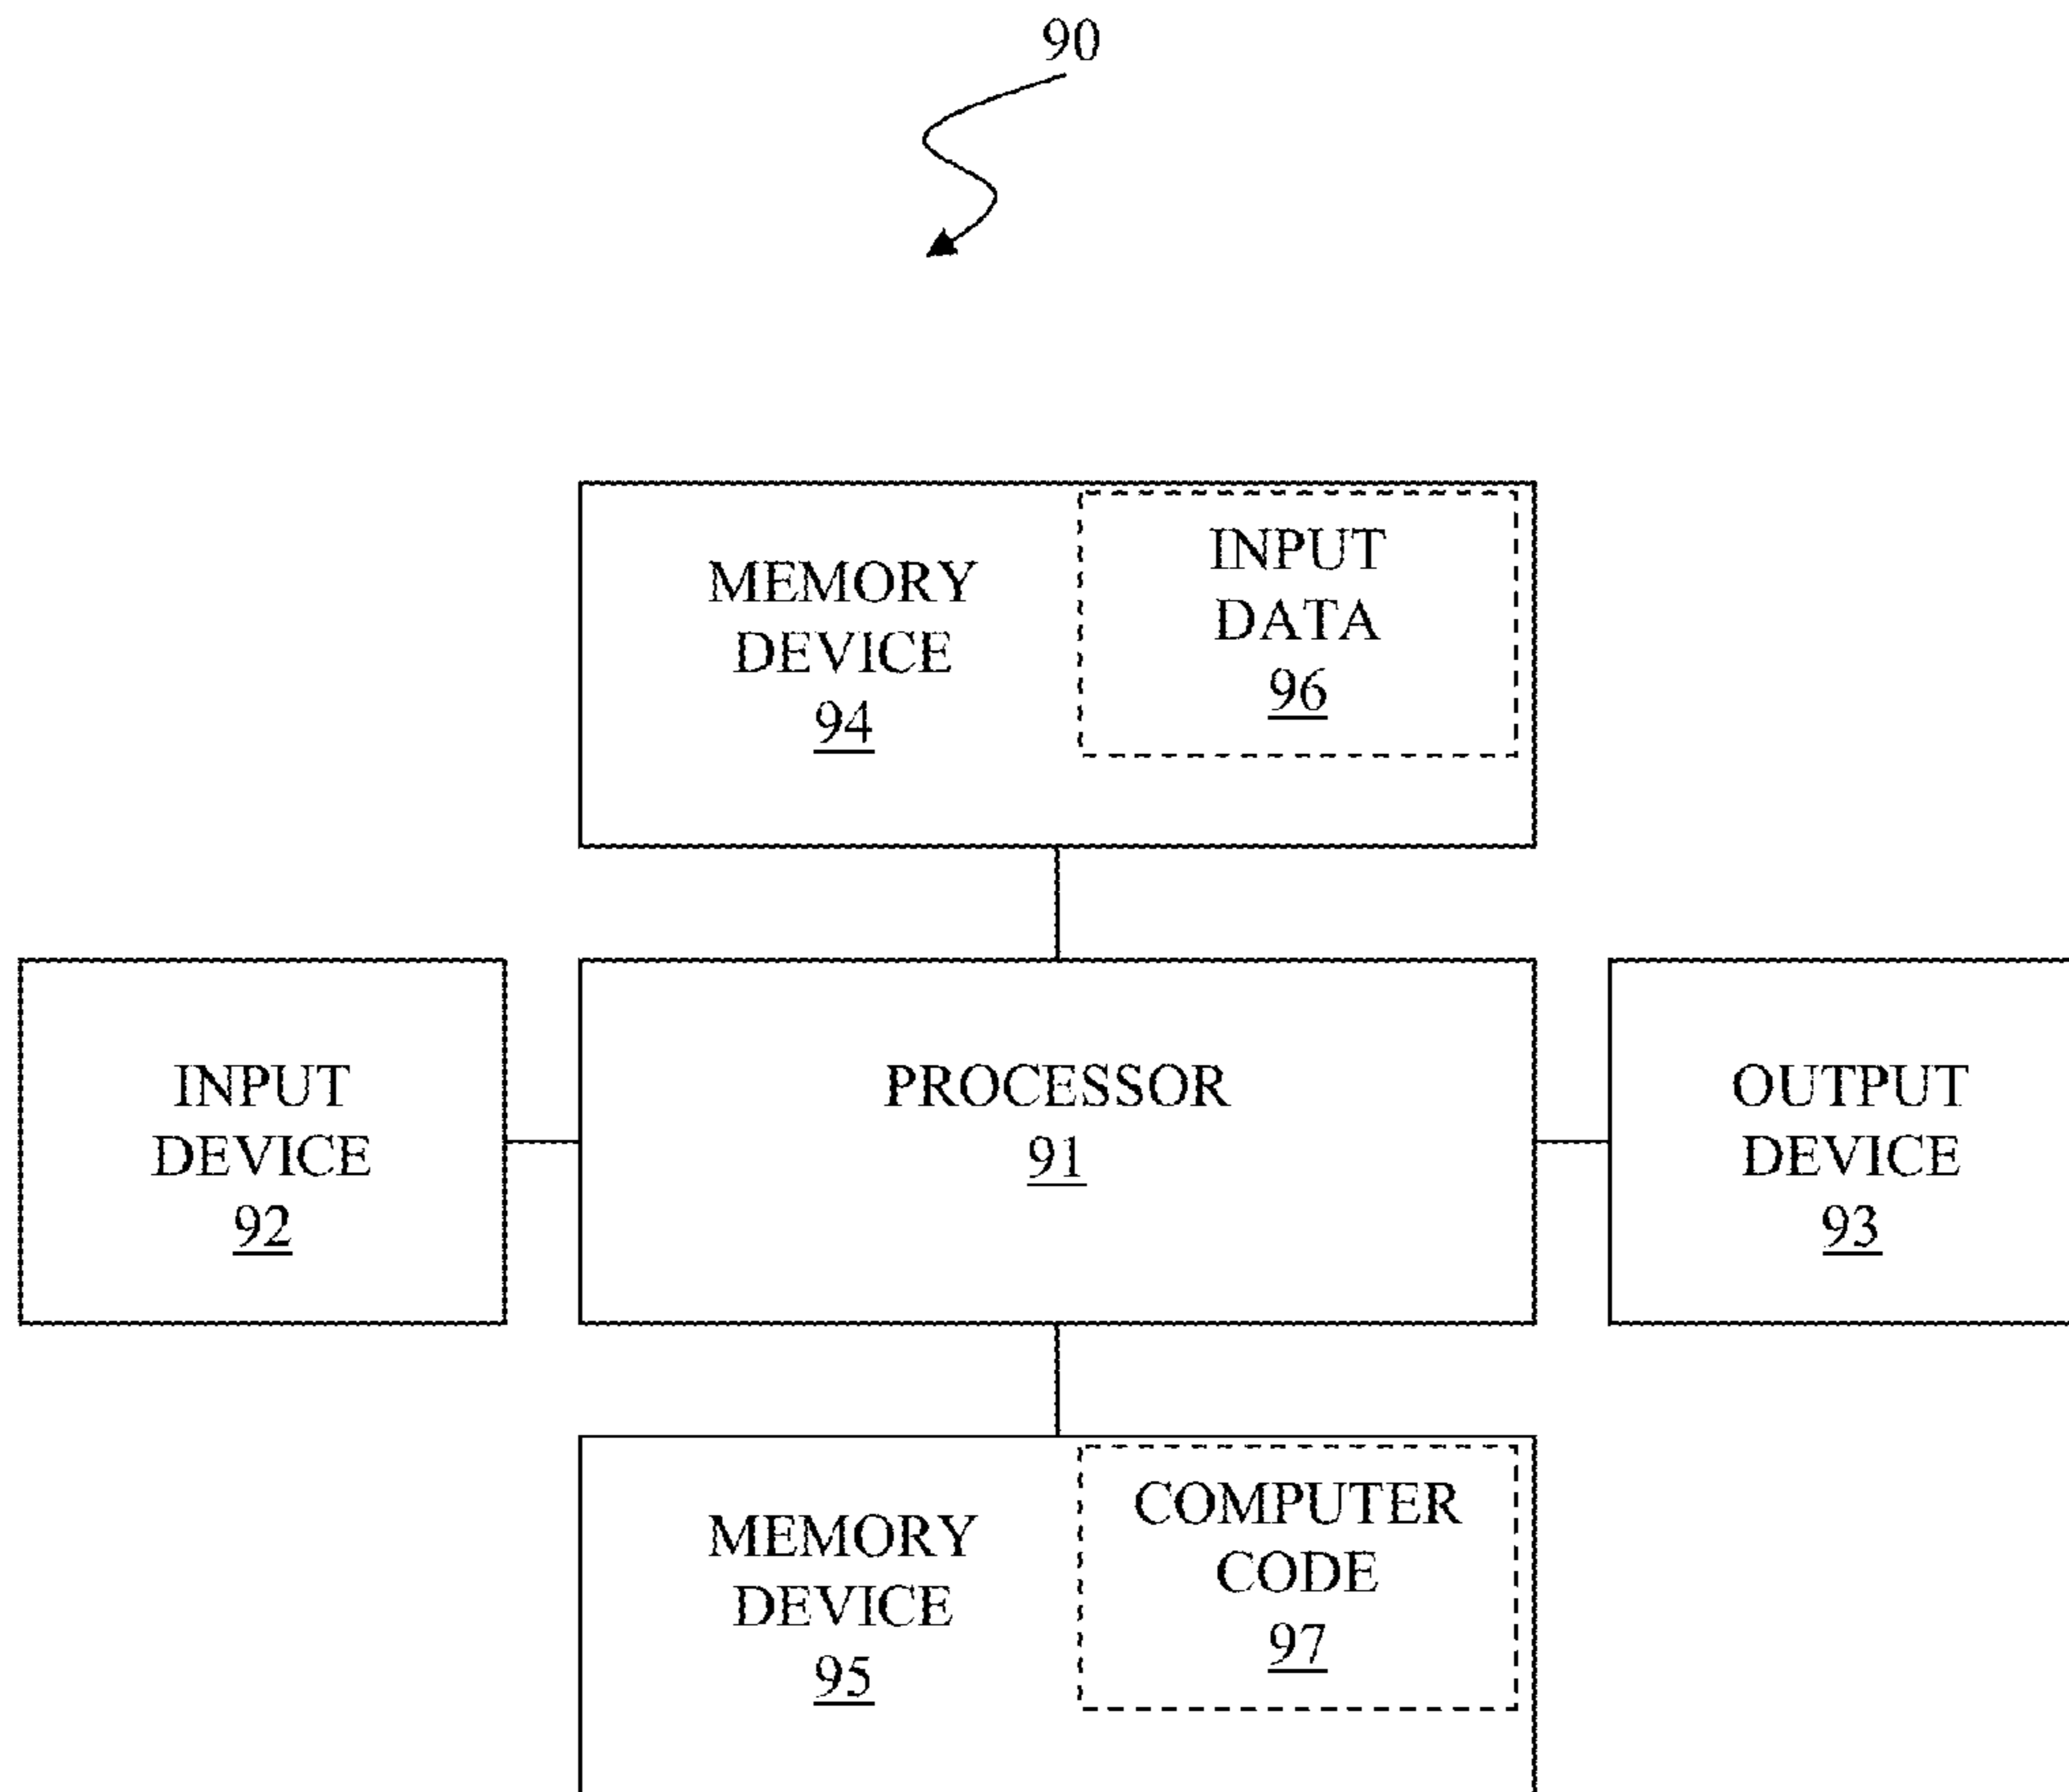 90
MEMORY
DEVICE
94
INPUT
DATA
96
INPUT
DEVICE
92
PROCESSOR
91
OUTPUT
DEVICE
93
MEMORY
DEVICE
95
COMPUTER
CODE
97